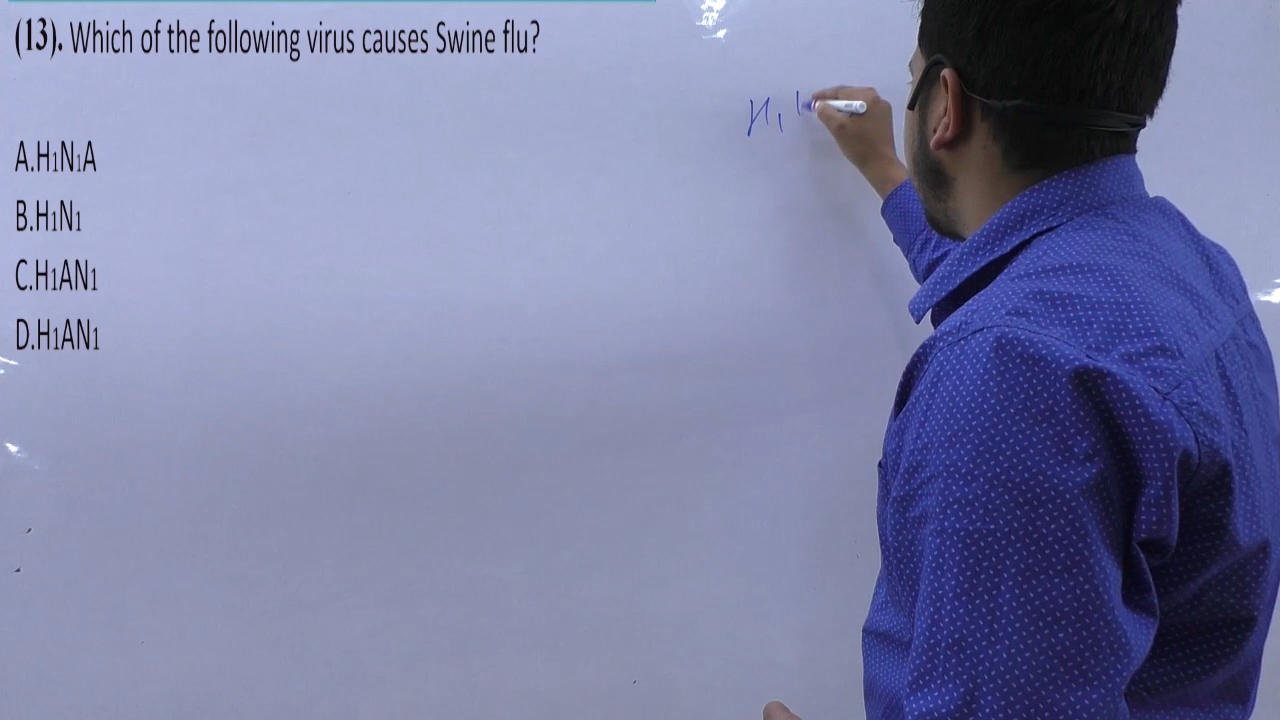 (13). Which of the following virus causes Swine flu?
A.H1N1A
B.H1N1
C.H1AN1
D.H1AN1
H1